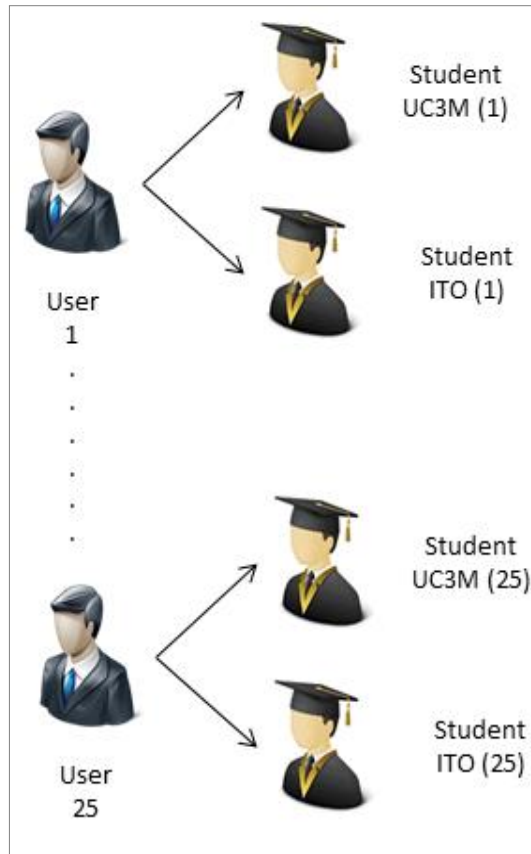 Student
UC3M (1)
Student
ITO (1)
User
1
Student
UC3M (25)
Student
ITO (25)
User
25